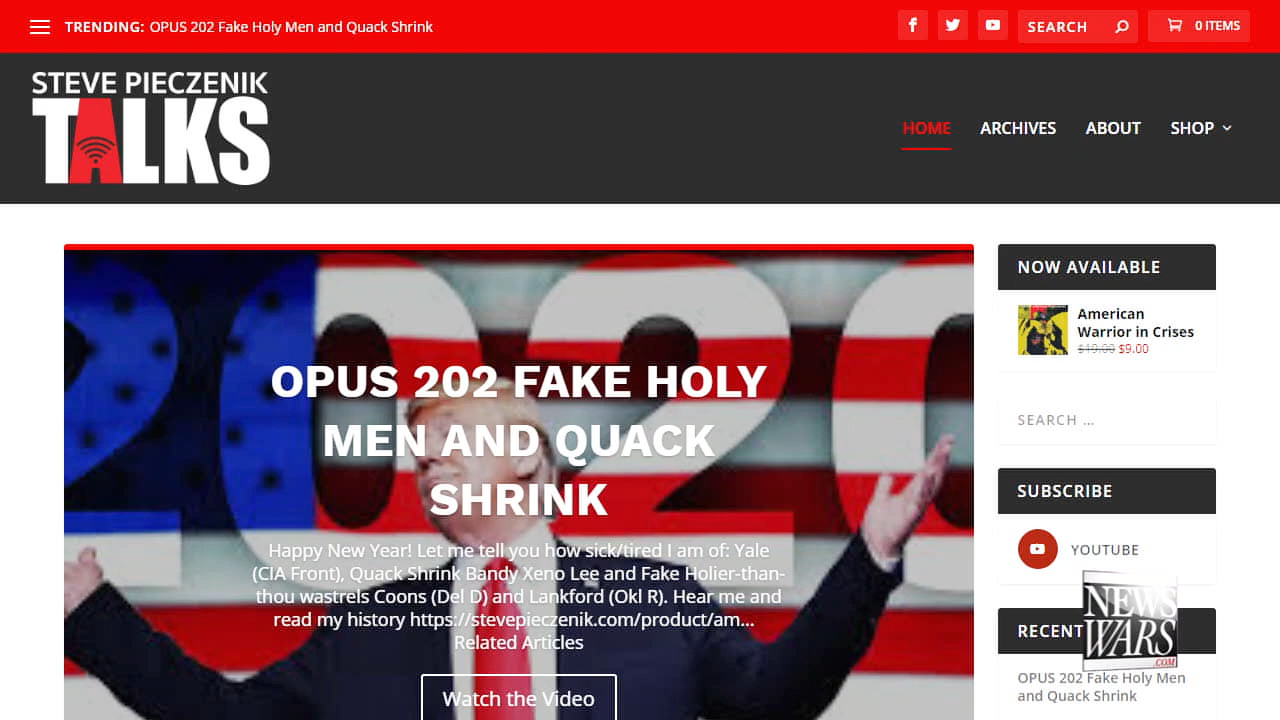 TRENDING: OPUS 202 Fake Holy Men and Quack Shrink
SEARCH
0 ITEMS
STEVE PIECZENIK
TALKS
HOME
ARCHIVES
ABOUT
SHOP
2020
OPUS 202 FAKE HOLY
MEN AND QUACK
SHRINK
Happy New Year! Let me tell you how sick/tired I am of: Yale
(CIA Front), Quack Shrink Bandy Xeno Lee and Fake Holier-than-
thou wastrels Coons (Del D) and Lankford (Okl R). Hear me and
read my history https://stevepieczenik.com/product/am...
Related Articles
Watch the Video
NOW AVAILABLE
American
Warrior in Crises
$19.00 $9.00
SEARCH …
SUBSCRIBE
YOUTUBE
RECENT
NEWS
WARS
.COM
OPUS 202 Fake Holy Men
and Quack Shrink